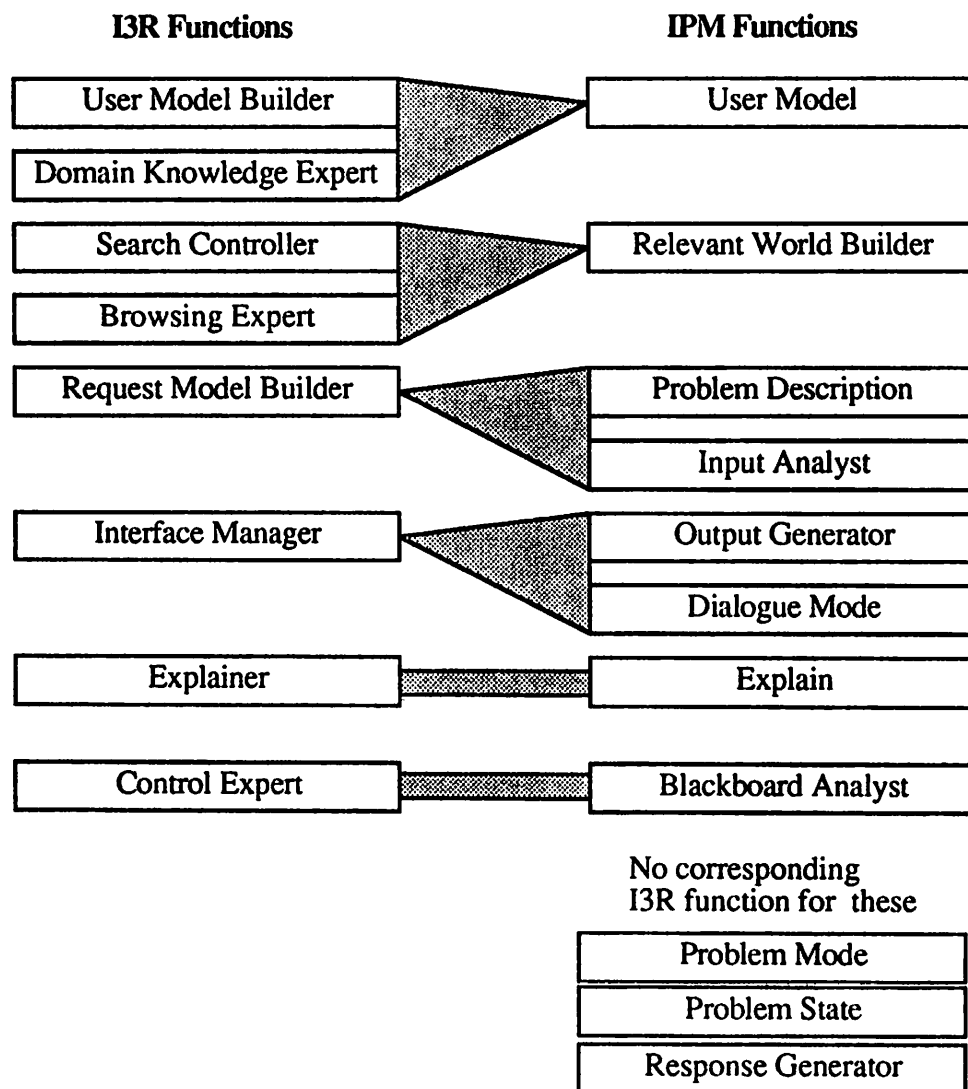 I3R Functions
IPM Functions
User Model Builder
User Model
Domain Knowledge Expert
Search Controller
Relevant World Builder
Browsing Expert
Request Model Builder
Problem Description
Input Analyst
Interface Manager
Output Generator
Dialogue Mode
Explainer
Explain
Control Expert
Blackboard Analyst
No corresponding
I3R function for these
Problem Mode
Problem State
Response Generator